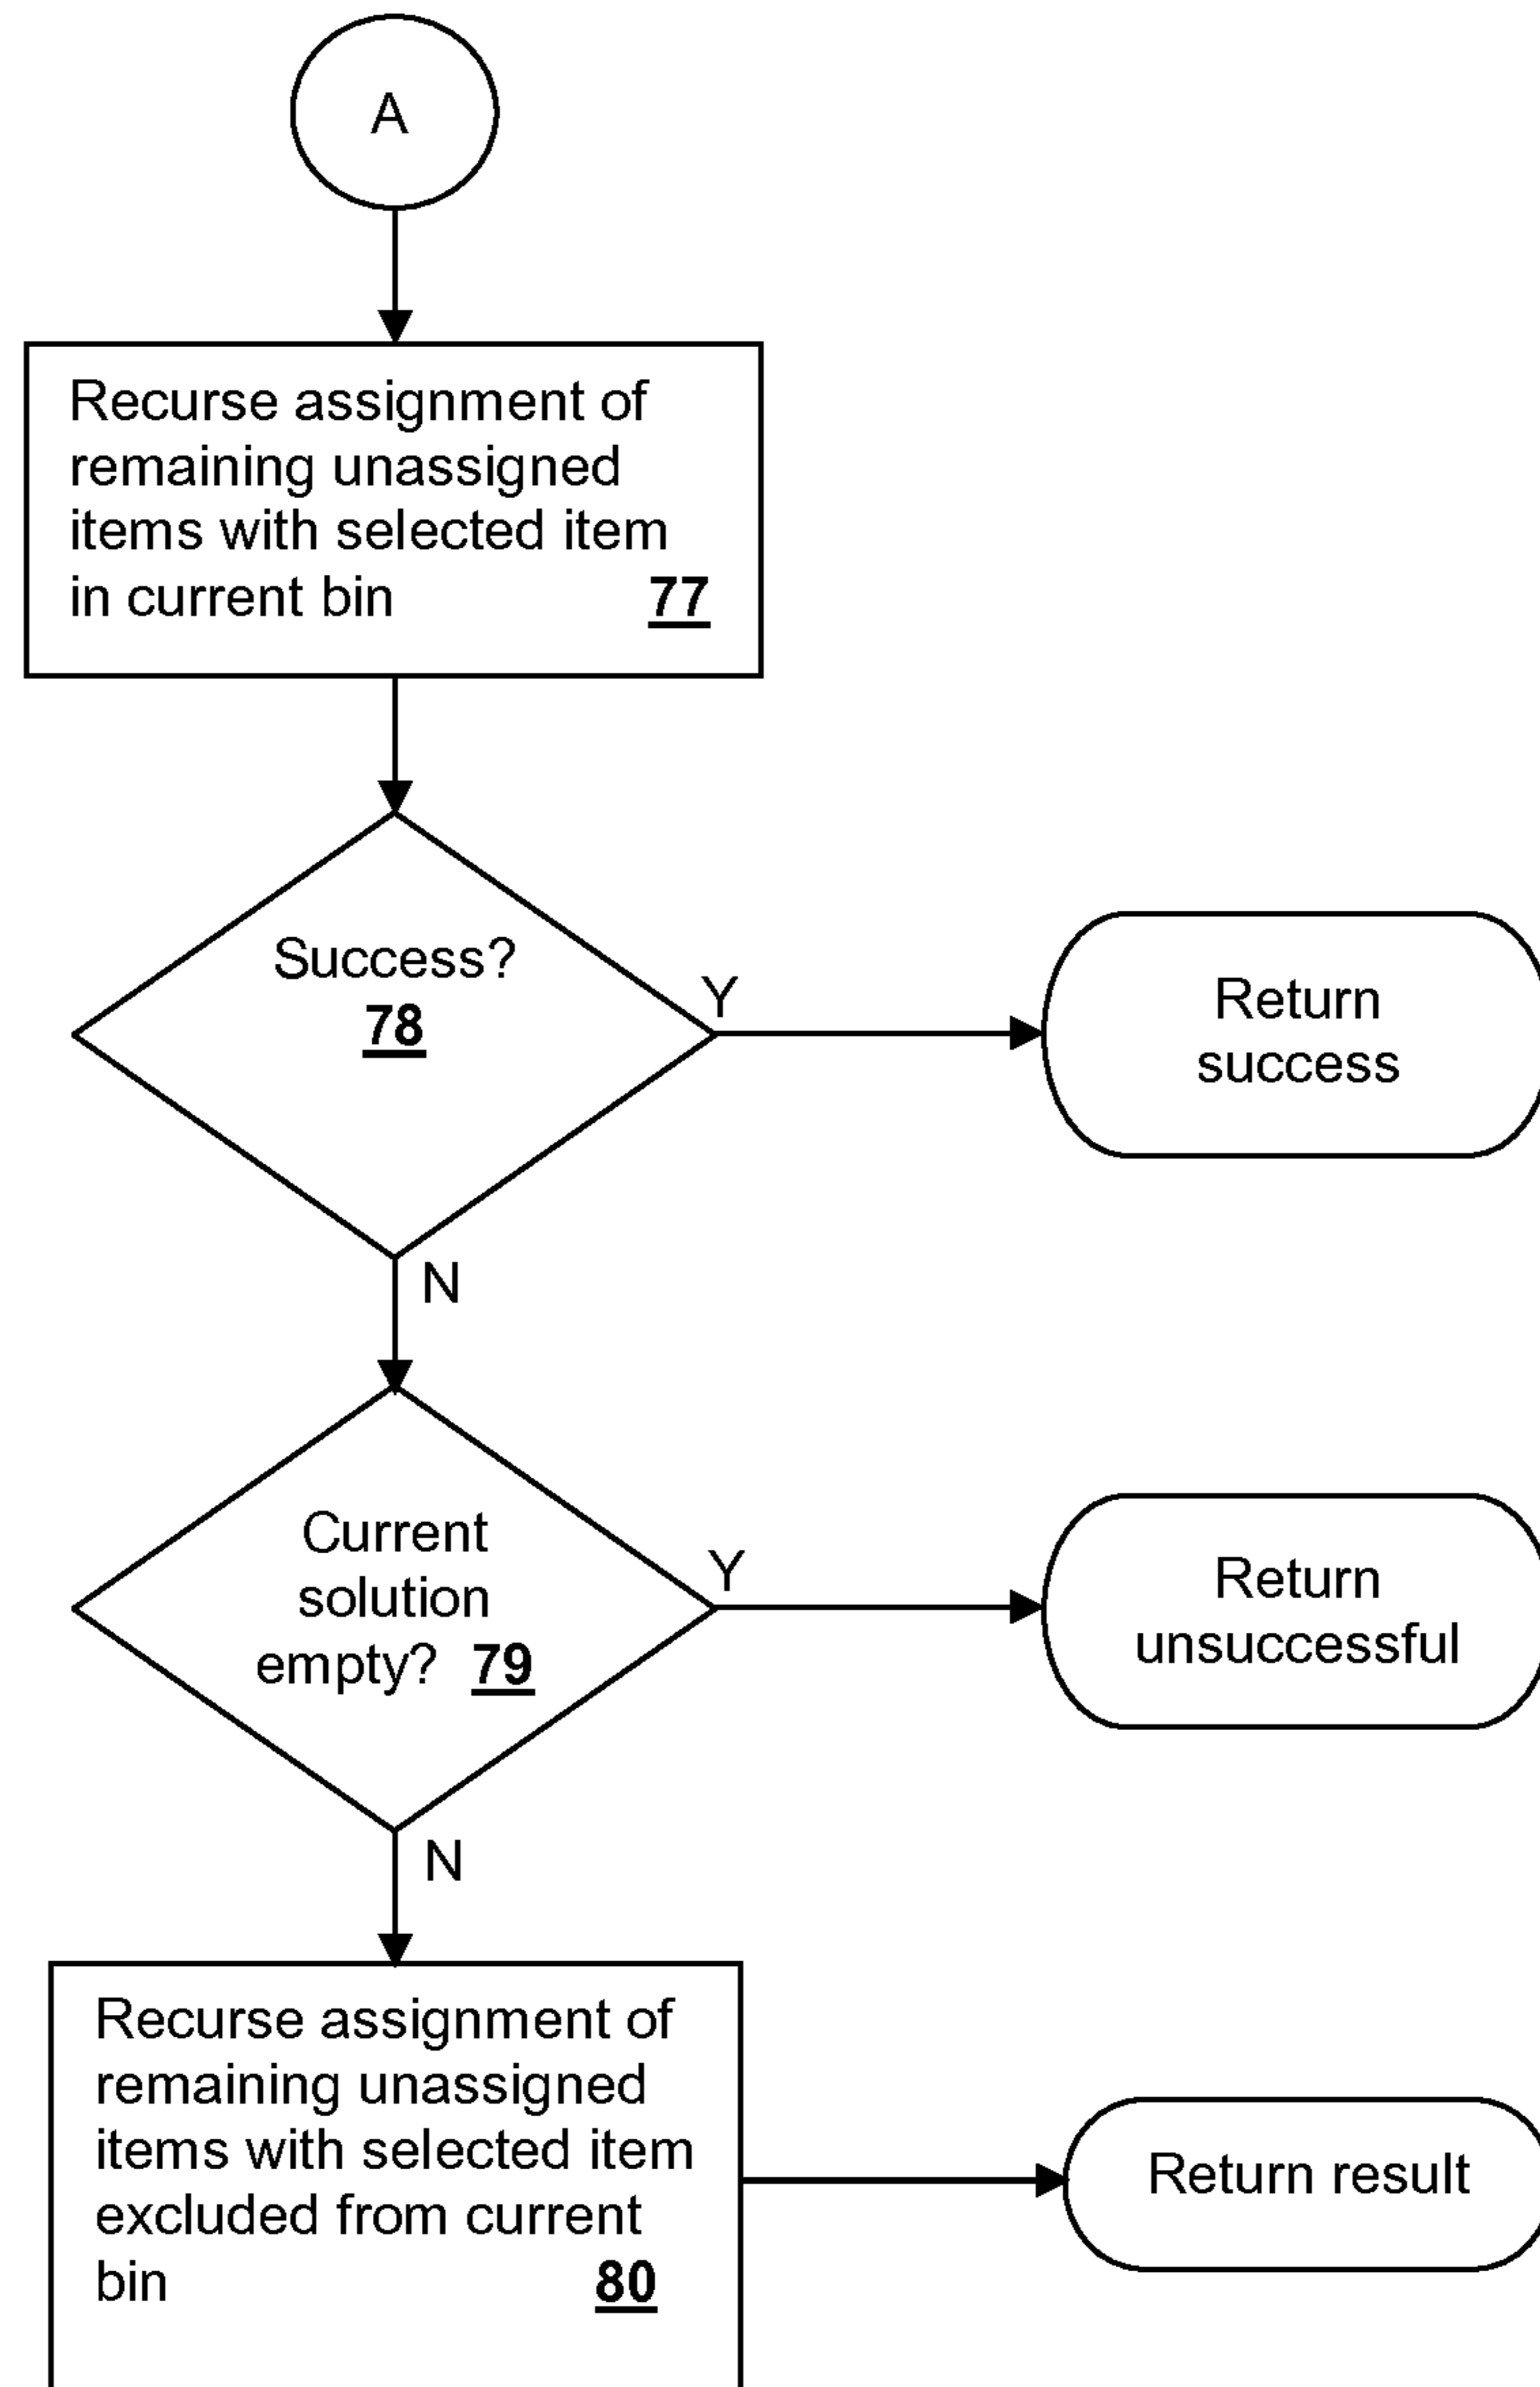 A
Recurse assignment of
remaining unassigned
items with selected item
in current bin 77
Success?
78
Y
Return
success
N
Current
solution
empty? 79
Y
Return
unsuccessful
N
Recurse assignment of
remaining unassigned
items with selected item
excluded from current
bin 80
Return result